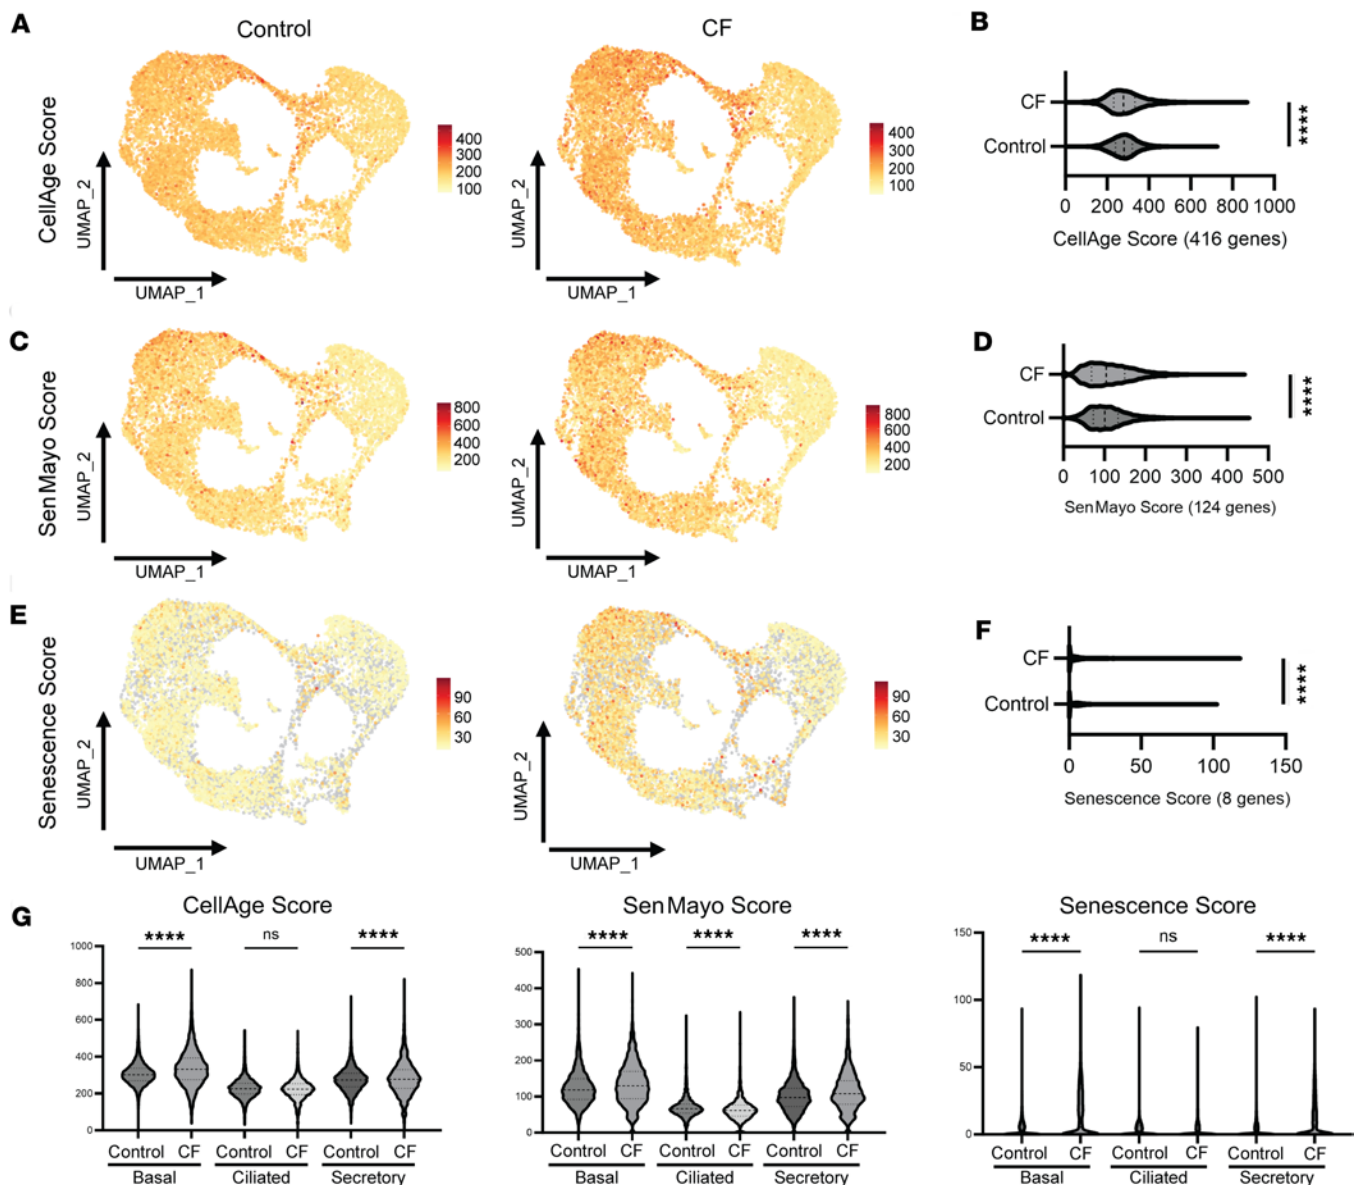 A
Control
CF
B
CellAge Score
UMAP_2
UMAP_1
400
300
200
100
UMAP_2
UMAP_1
400
300
200
100
CF
Control
****
0 200 400 600 800 1000
CellAge Score (416 genes)
C
SenMayo Score
UMAP_2
UMAP_1
800
600
400
200
UMAP_2
UMAP_1
800
600
400
200
D
CF
Control
****
0 100 200 300 400 500
SenMayo Score (124 genes)
E
Senescence Score
UMAP_2
UMAP_1
90
60
30
UMAP_2
UMAP_1
90
60
30
F
CF
Control
****
0 50 100 150
Senescence Score (8 genes)
G
CellAge Score
**** ns ****
1000
800
600
400
200
0
Control CF Control CF Control CF
Basal Ciliated Secretory
SenMayo Score
**** **** ****
500
400
300
200
100
0
Control CF Control CF Control CF
Basal Ciliated Secretory
Senescence Score
**** ns ****
150
100
50
0
Control CF Control CF Control CF
Basal Ciliated Secretory